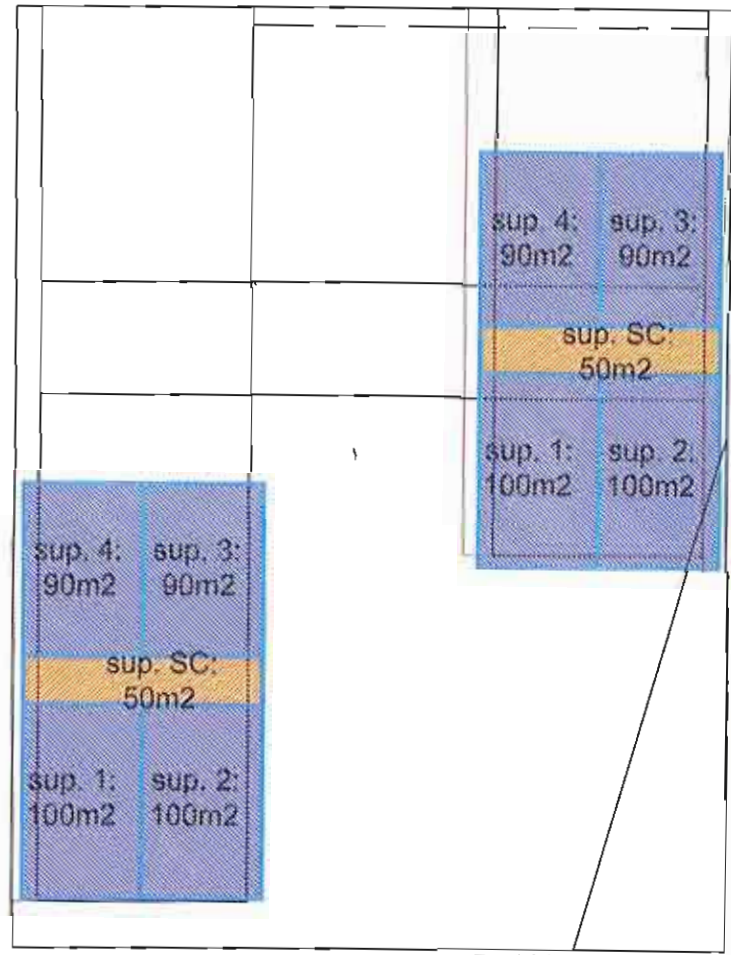 sup. 4:
90m2
sup. 3:
90m2
sup. SC:
50m2
sup. 1:
100m2
sup. 2:
100m2
sup. 4:
90m2
sup. 3:
90m2
sup. SC:
50m2
sup. 1:
100m2
sup. 2:
100m2